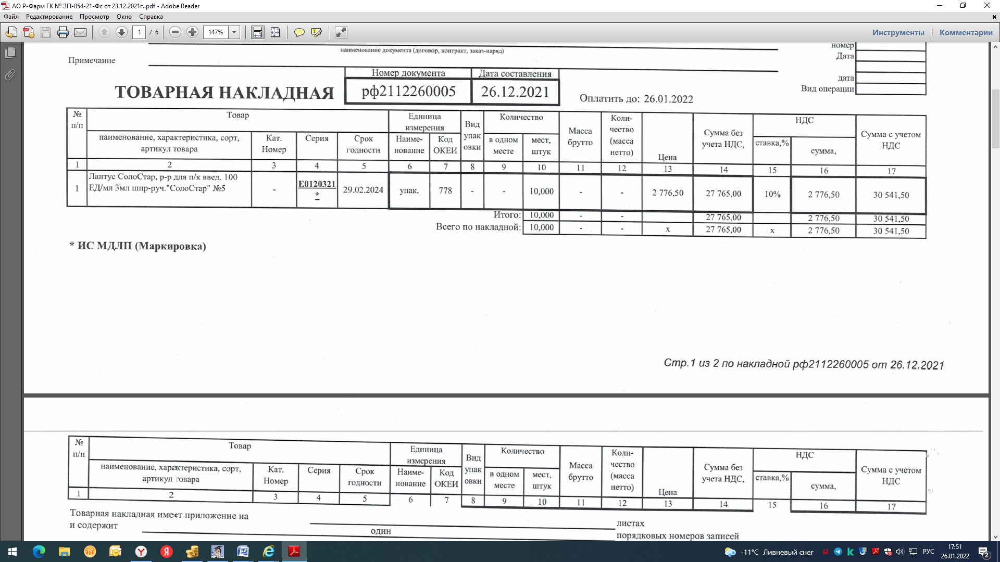 АО Р-Фарм ГК № ЗП-854-21-Фс от 23.12.2021г..pdf - Adobe Reader
Файл Редактирование Просмотр Окно Справка
1 / 6 147% Инструменты Комментарии
наименование документа (договор, контракт, заказ-наряд)
номер
Примечание
Дата
дата
Вид операции
Номер документа Дата составления
ТОВАРНАЯ НАКЛАДНАЯ рф2112260005 26.12.2021 Оплатить до: 26.01.2022
№ п/п Товар Единица измерения Вид упак овки Количество Масса брутто Коли-чество (масса нетто) Цена Сумма без учета НДС, НДС Сумма с учетом НДС
наименование, характеристика, сорт, артикул товара Кат. Номер Серия Срок годности Наиме-нование Код ОКЕИ в одном месте мест, штук ставка,% сумма,
1 2 3 4 5 6 7 8 9 10 11 12 13 14 15 16 17
1 Лантус СолоСтар, р-р для п/к введ. 100 ЕД/мл 3мл шпр-руч."СолоСтар" №5 - Е0120321 * 29.02.2024 упак. 778 - - 10,000 - - 2 776,50 27 765,00 10% 2 776,50 30 541,50
Итого: 10,000 - - 27 765,00 2 776,50 30 541,50
Всего по накладной: 10,000 - - х 27 765,00 х 2 776,50 30 541,50
* ИС МДЛП (Маркировка)
Стр.1 из 2 по накладной рф2112260005 от 26.12.2021
№ п/п Товар Единица измерения Вид упак овки Количество Масса брутто Коли-чество (масса нетто) Цена Сумма без учета НДС, НДС Сумма с учетом НДС
наименование, характеристика, сорт, артикул товара Кат. Номер Серия Срок годности Наиме-нование Код ОКЕИ в одном месте мест, штук ставка,% сумма,
1 2 3 4 5 6 7 8 9 10 11 12 13 14 15 16 17
Товарная накладная имеет приложение на листах
и содержит один порядковых номеров записей
-11°C Ливневый снег РУС 17:51
26.01.2022 2